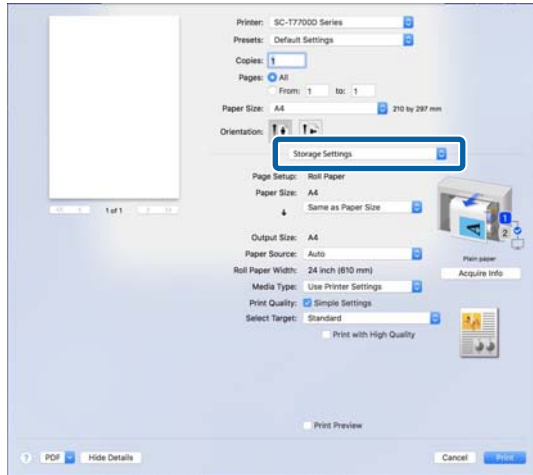 Printer: SC-T7700D Series
Presets: Default Settings
Copies: 1
Pages: All
From: 1 to: 1
Paper Size: A4 210 by 297 mm
Orientation:
Storage Settings
Page Setup: Roll Paper
Paper Size: A4
Same as Paper Size
1 of 1
Output Size: A4
Paper Source: Auto
Roll Paper Width: 24 inch (610 mm)
Media Type: Use Printer Settings
Print Quality: Simple Settings
Select Target: Standard
Print with High Quality
1
2
A
Plain paper
Acquire Info
Print Preview
? PDF Hide Details Cancel Print